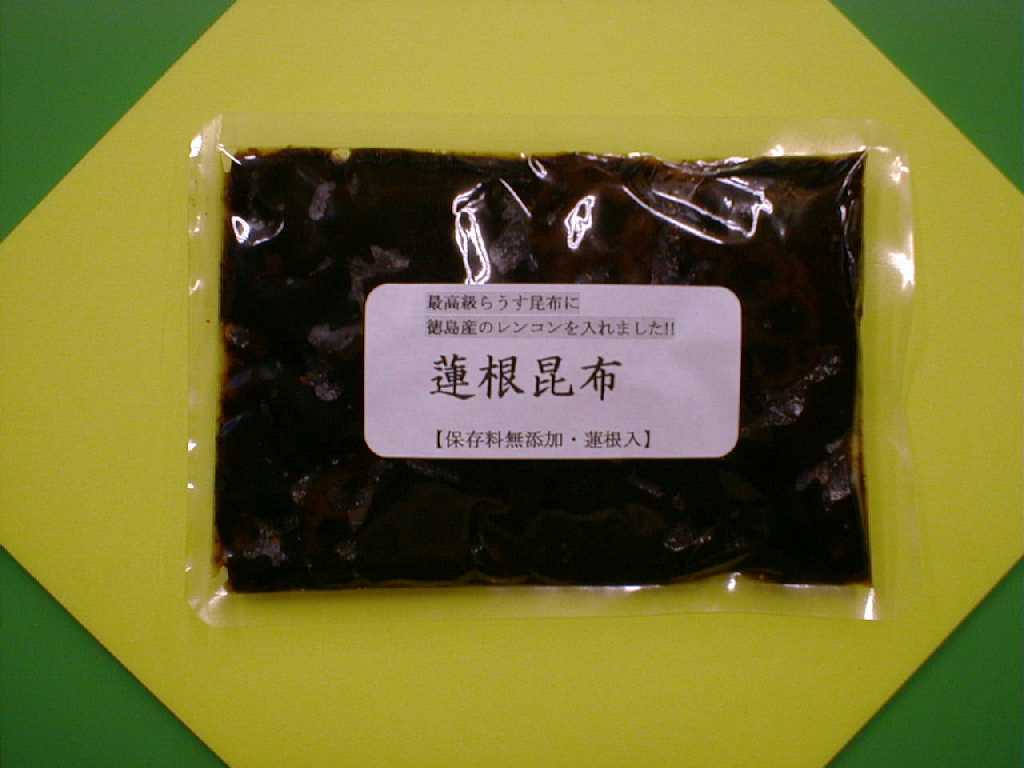 最高級らうす昆布に
徳島産のレンコンを入れました!!
蓮根昆布
【保存料無添加・蓮根入】